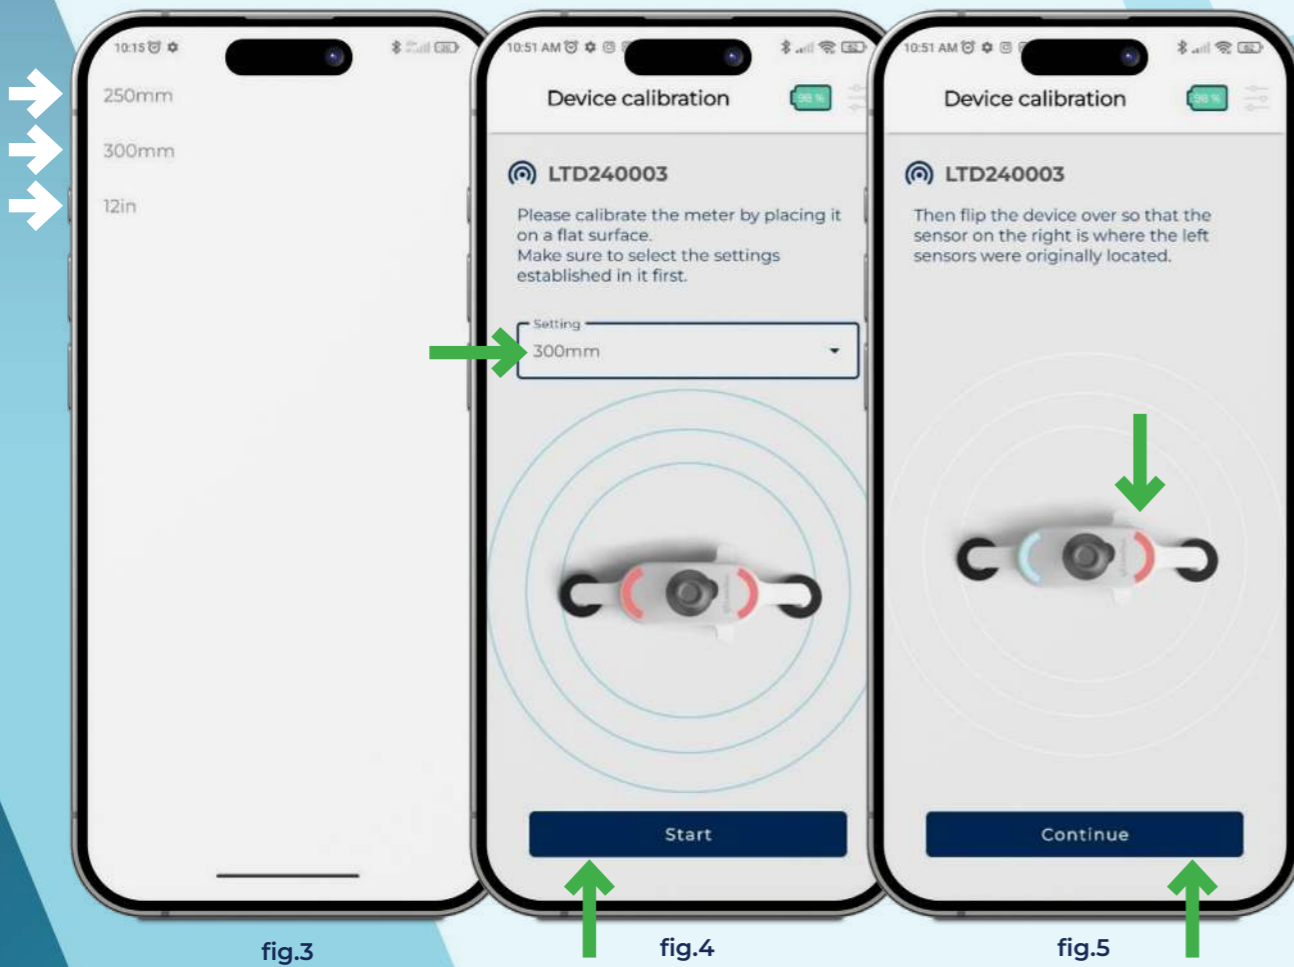 10:15
250mm
300mm
12in
fig.3
10:51 AM
Device calibration
98 %
LTD240003
Please calibrate the meter by placing it
on a flat surface.
Make sure to select the settings
established in it first.
Setting
300mm
Start
fig.4
10:51 AM
Device calibration
98 %
LTD240003
Then flip the device over so that the
sensor on the right is where the left
sensors were originally located.
Continue
fig.5